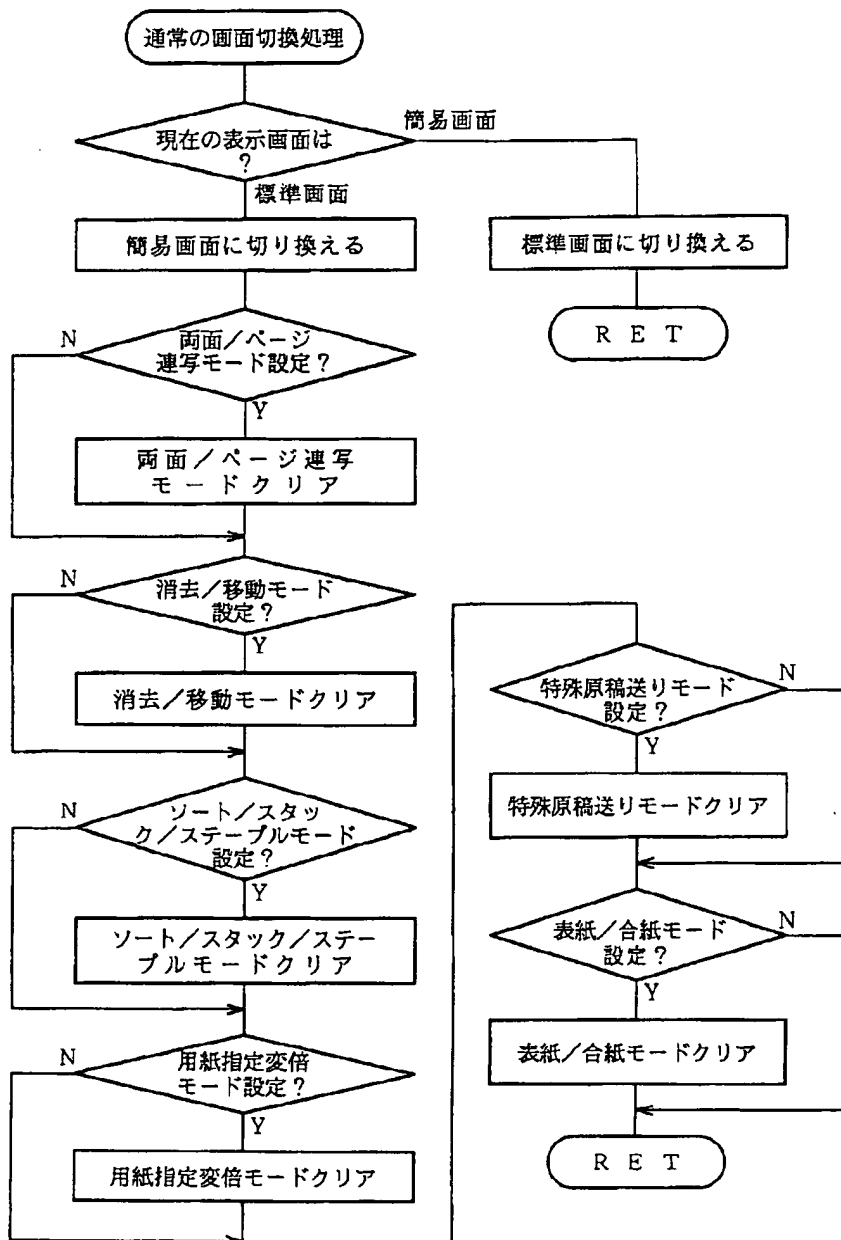 通常の画面切換処理
現在の表示画面は
?
簡易画面
標準画面
簡易画面に切り換える
標準画面に切り換える
RET
両面/ページ
連写モード設定?
N
Y
両面/ページ連写
モードクリア
消去/移動モード
設定?
N
Y
消去/移動モードクリア
ソート/スタッ
ク/ステープルモード
設定?
N
Y
ソート/スタック/ステー
プルモードクリア
用紙指定変倍
モード設定?
N
Y
用紙指定変倍モードクリア
特殊原稿送りモード
設定?
N
Y
特殊原稿送りモードクリア
表紙/合紙モード
設定?
N
Y
表紙/合紙モードクリア
RET